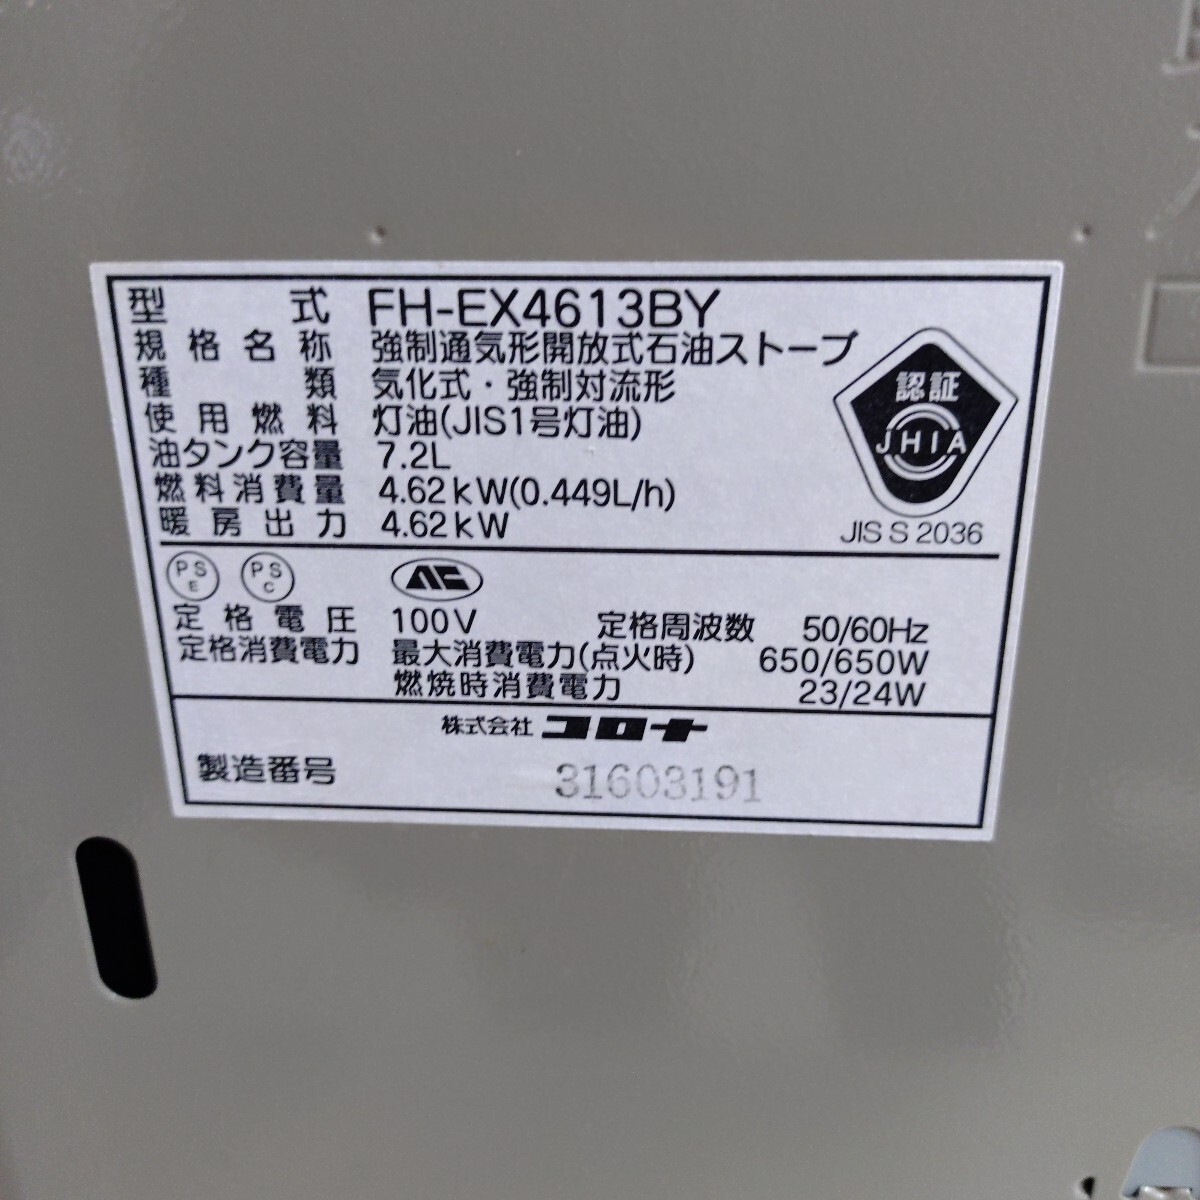 型式 FH-EX4613BY
規格名称 強制通気形開放式石油ストーブ
種類 気化式・強制対流形
使用燃料 灯油(JIS1号灯油)
油タンク容量 7.2L
燃料消費量 4.62kW(0.449L/h)
暖房出力 4.62kW
認証
JHIA
JIS S 2036
PS E PS C
定格電圧 100V 定格周波数 50/60Hz
定格消費電力 最大消費電力(点火時) 650/650W
燃焼時消費電力 23/24W
株式会社 コロナ
製造番号 31603191